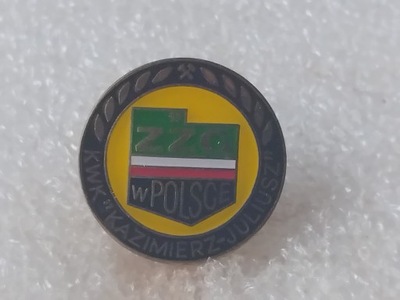 ZZG
W POLSCE
KWK "KAZIMIERZ-JULIUSZ"